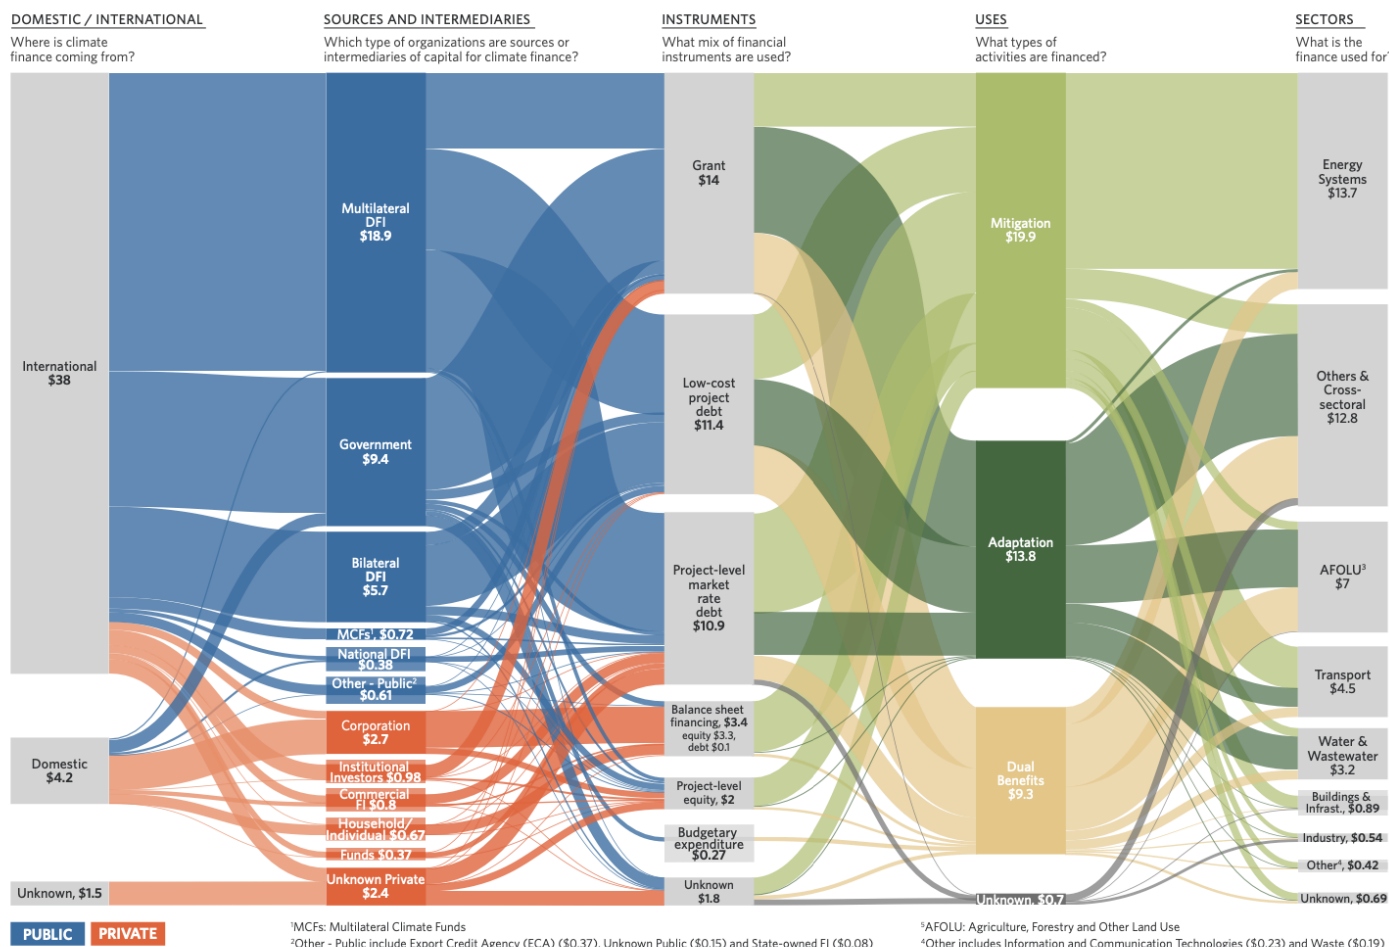 DOMESTIC / INTERNATIONAL
Where is climate
finance coming from?
International
$38
Domestic
$4.2
Unknown, $1.5
SOURCES AND INTERMEDIARIES
Which type of organizations are sources or
intermediaries of capital for climate finance?
Multilateral
DFI
$18.9
Government
$9.4
Bilateral
DFI
$5.7
MCFs¹, $0.72
National DFI
$0.38
Other - Public²
$0.61
Corporation
$2.7
Institutional
Investors $0.98
Commercial
FI $0.8
Household/
Individual $0.67
Funds $0.37
Unknown Private
$2.4
INSTRUMENTS
What mix of financial
instruments are used?
Grant
$14
Low-cost
project
debt
$11.4
Project-level
market
rate
debt
$10.9
Balance sheet
financing, $3.4
equity $3.3,
debt $0.1
Project-level
equity, $2
Budgetary
expenditure
$0.27
Unknown
$1.8
USES
What types of
activities are financed?
Mitigation
$19.9
Adaptation
$13.8
Dual
Benefits
$9.3
Unknown, $0.7
SECTORS
What is the
finance used for?
Energy
Systems
$13.7
Others &
Cross-
sectoral
$12.8
AFOLU³
$7
Transport
$4.5
Water &
Wastewater
$3.2
Buildings &
Infrast., $0.89
Industry, $0.54
Other⁴, $0.42
Unknown, $0.69
PUBLIC
PRIVATE
¹MCFs: Multilateral Climate Funds
²Other - Public include Export Credit Agency (ECA) ($0.37), Unknown Public ($0.15) and State-owned FI ($0.08)
⁵AFOLU: Agriculture, Forestry and Other Land Use
⁴Other includes Information and Communication Technologies ($0.23) and Waste ($0.19)